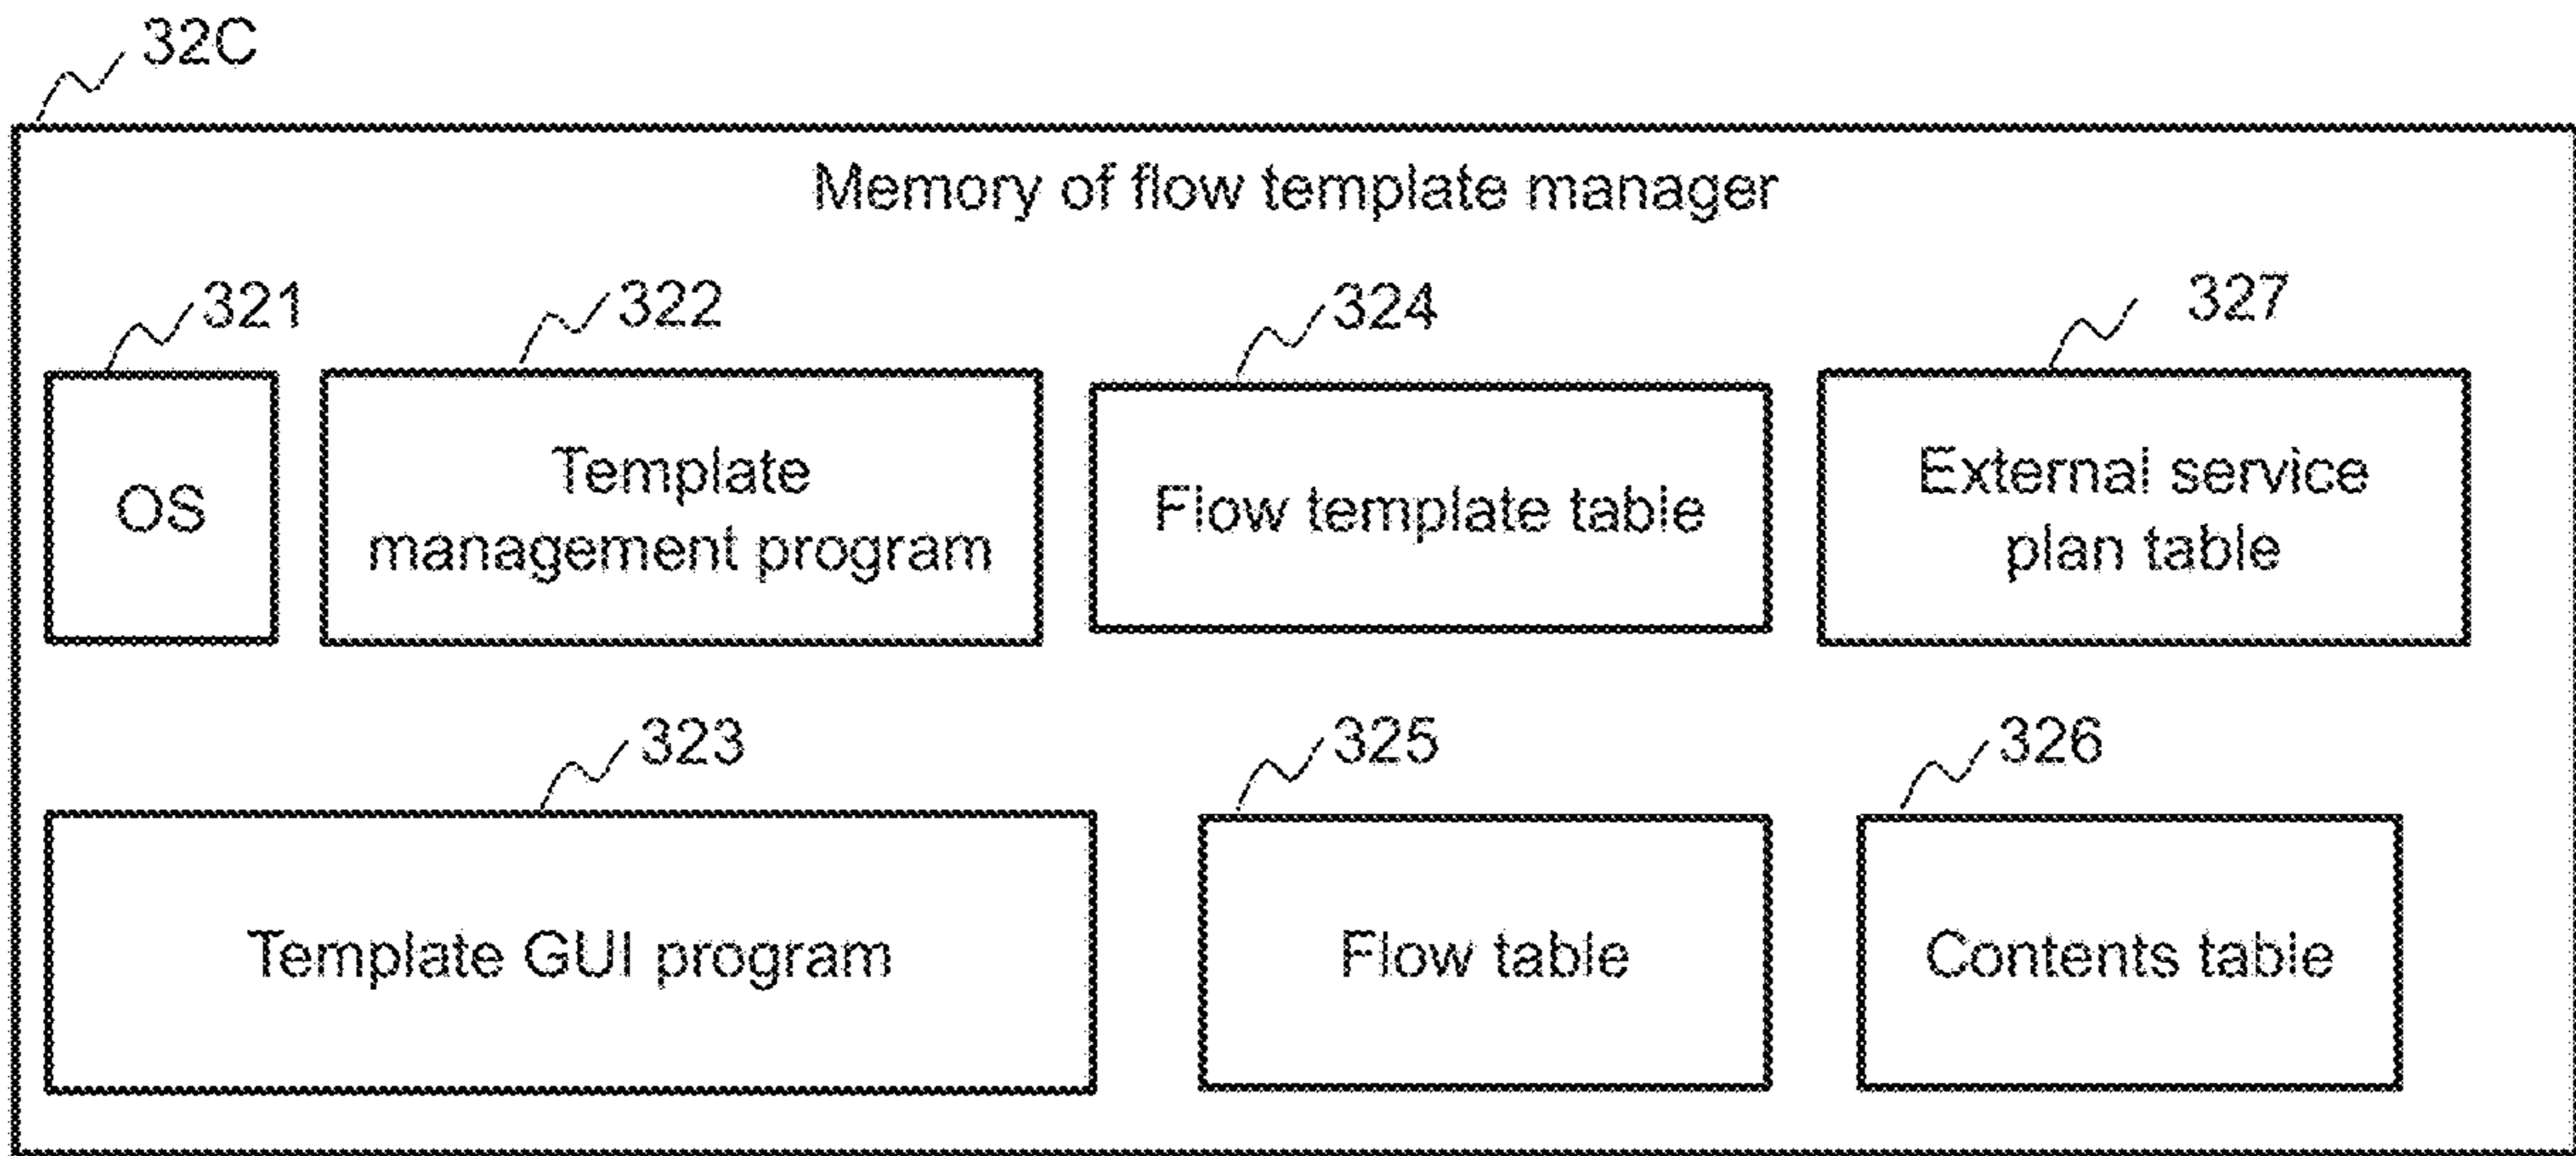 32C
Memory of flow template manager
321
322
324
327
OS
Template
management program
Flow template table
External service
plan table
323
325
326
Template GUI program
Flow table
Contents table